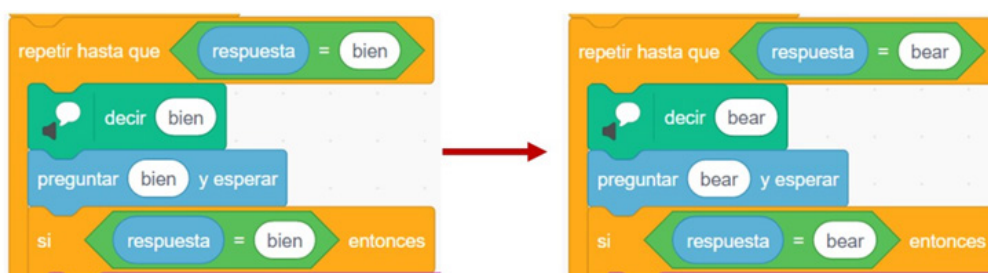 repetir hasta que respuesta = bien
decir bien
preguntar bien y esperar
si respuesta = bien entonces
repetir hasta que respuesta = bear
decir bear
preguntar bear y esperar
si respuesta = bear entonces